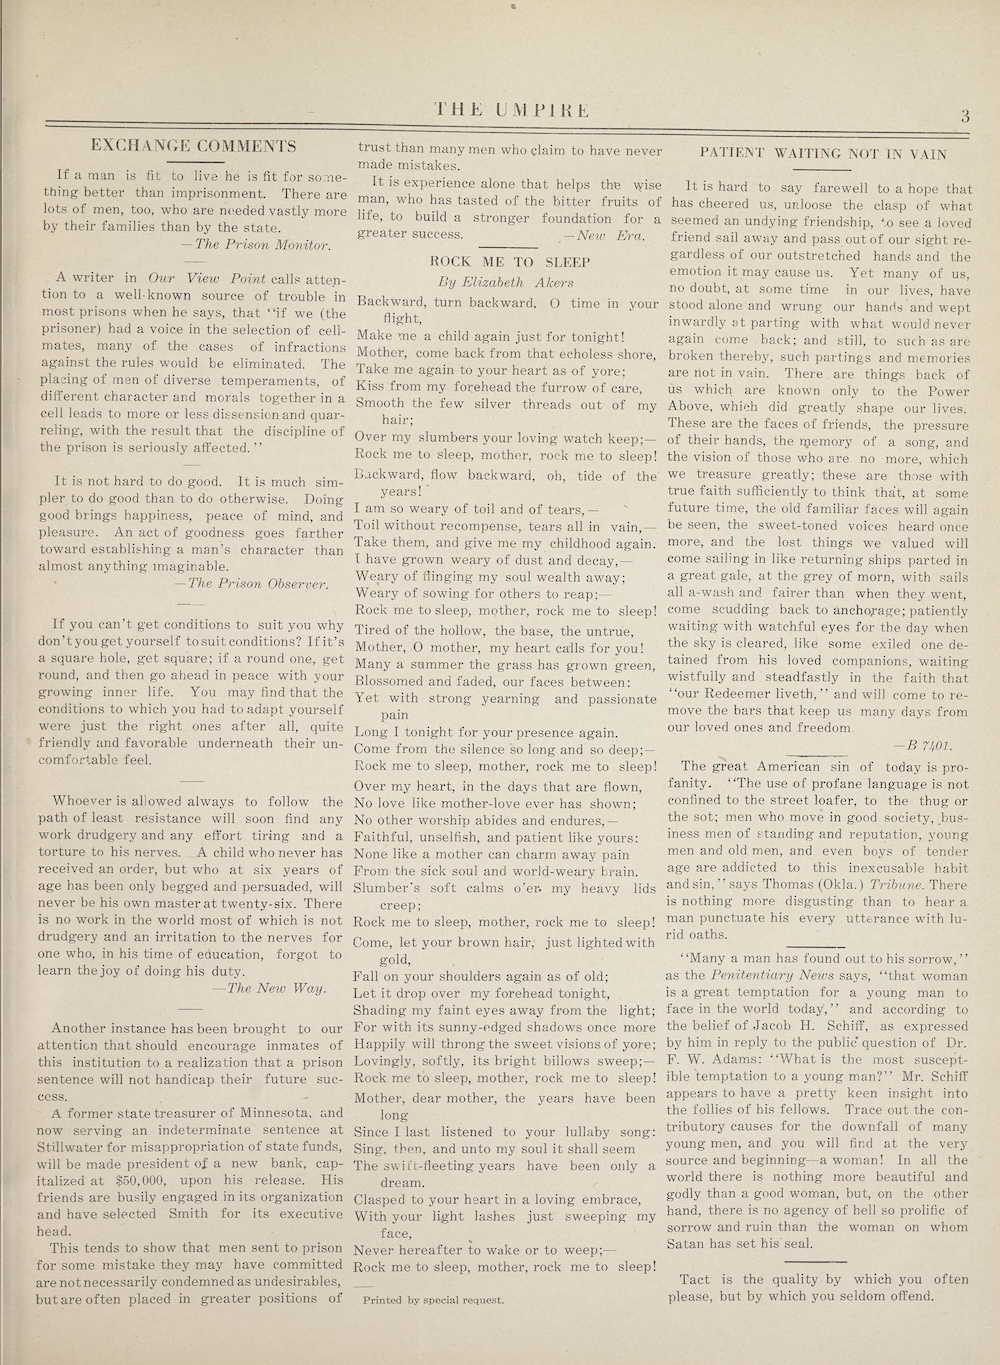 THE UMPIRE
3
EXCHANGE COMMENTS
If a man is fit to live he is fit for some-
thing better than imprisonment. There are
lots of men, too, who are needed vastly more
by their families than by the state.
—The Prison Monitor.
A writer in Our View Point calls atten-
tion to a well-known source of trouble in
most prisons when he says, that "if we (the
prisoner) had a voice in the selection of cell-
mates, many of the cases of infractions
against the rules would be eliminated. The
placing of men of diverse temperaments, of
different character and morals together in a
cell leads to more or less dissension and quar-
reling, with the result that the discipline of
the prison is seriously affected."
It is not hard to do good. It is much sim-
pler to do good than to do otherwise. Doing
good brings happiness, peace of mind, and
pleasure. An act of goodness goes farther
toward establishing a man's character than
almost anything imaginable.
—The Prison Observer.
If you can't get conditions to suit you why
don't you get yourself to suit conditions? If it's
a square hole, get square; if a round one, get
round, and then go ahead in peace with your
growing inner life. You may find that the
conditions to which you had to adapt yourself
were just the right ones after all, quite
friendly and favorable underneath their un-
comfortable feel.
Whoever is allowed always to follow the
path of least resistance will soon find any
work drudgery and any effort tiring and a
torture to his nerves. A child who never has
received an order, but who at six years of
age has been only begged and persuaded, will
never be his own master at twenty-six. There
is no work in the world most of which is not
drudgery and an irritation to the nerves for
one who, in his time of education, forgot to
learn the joy of doing his duty.
—The New Way.
Another instance has been brought to our
attention that should encourage inmates of
this institution to a realization that a prison
sentence will not handicap their future suc-
cess.
A former state treasurer of Minnesota, and
now serving an indeterminate sentence at
Stillwater for misappropriation of state funds,
will be made president of a new bank, cap-
italized at $50,000, upon his release. His
friends are busily engaged in its organization
and have selected Smith for its executive
head.
This tends to show that men sent to prison
for some mistake they may have committed
are not necessarily condemned as undesirables,
but are often placed in greater positions of
trust than many men who claim to have never
made mistakes.
It is experience alone that helps the wise
man, who has tasted of the bitter fruits of
life, to build a stronger foundation for a
greater success. —New Era.
ROCK ME TO SLEEP
By Elizabeth Akers
Backward, turn backward, O time in your
flight,
Make me a child again just for tonight!
Mother, come back from that echoless shore,
Take me again to your heart as of yore;
Kiss from my forehead the furrow of care,
Smooth the few silver threads out of my
hair;
Over my slumbers your loving watch keep;—
Rock me to sleep, mother, rock me to sleep!
Backward, flow backward, oh, tide of the
years!
I am so weary of toil and of tears,—
Toil without recompense, tears all in vain,—
Take them, and give me my childhood again.
I have grown weary of dust and decay,—
Weary of flinging my soul wealth away;
Weary of sowing for others to reap;—
Rock me to sleep, mother, rock me to sleep!
Tired of the hollow, the base, the untrue,
Mother, O mother, my heart calls for you!
Many a summer the grass has grown green,
Blossomed and faded, our faces between:
Yet with strong yearning and passionate
pain
Long I tonight for your presence again.
Come from the silence so long and so deep;—
Rock me to sleep, mother, rock me to sleep!
Over my heart, in the days that are flown,
No love like mother-love ever has shown;
No other worship abides and endures,—
Faithful, unselfish, and patient like yours:
None like a mother can charm away pain
From the sick soul and world-weary brain.
Slumber's soft calms o'er my heavy lids
creep;
Rock me to sleep, mother, rock me to sleep!
Come, let your brown hair, just lighted with
gold,
Fall on your shoulders again as of old;
Let it drop over my forehead tonight,
Shading my faint eyes away from the light;
For with its sunny-edged shadows once more
Happily will throng the sweet visions of yore;
Lovingly, softly, its bright billows sweep;—
Rock me to sleep, mother, rock me to sleep!
Mother, dear mother, the years have been
long
Since I last listened to your lullaby song:
Sing, then, and unto my soul it shall seem
The swift-fleeting years have been only a
dream.
Clasped to your heart in a loving embrace,
With your light lashes just sweeping my
face,
Never hereafter to wake or to weep;—
Rock me to sleep, mother, rock me to sleep!
Printed by special request.
PATIENT WAITING NOT IN VAIN
It is hard to say farewell to a hope that
has cheered us, unloose the clasp of what
seemed an undying friendship, to see a loved
friend sail away and pass out of our sight re-
gardless of our outstretched hands and the
emotion it may cause us. Yet many of us,
no doubt, at some time in our lives, have
stood alone and wrung our hands and wept
inwardly at parting with what would never
again come back; and still, to such as are
broken thereby, such partings and memories
are not in vain. There are things back of
us which are known only to the Power
Above, which did greatly shape our lives.
These are the faces of friends, the pressure
of their hands, the memory of a song, and
the vision of those who are no more, which
we treasure greatly; these are those with
true faith sufficiently to think that, at some
future time, the old familiar faces will again
be seen, the sweet-toned voices heard once
more, and the lost things we valued will
come sailing in like returning ships parted in
a great gale, at the grey of morn, with sails
all a-wash and fairer than when they went,
come scudding back to anchorage; patiently
waiting with watchful eyes for the day when
the sky is cleared, like some exiled one de-
tained from his loved companions, waiting
wistfully and steadfastly in the faith that
"our Redeemer liveth," and will come to re-
move the bars that keep us many days from
our loved ones and freedom.
—B 7401.
The great American sin of today is pro-
fanity. "The use of profane language is not
confined to the street loafer, to the thug or
the sot; men who move in good society, bus-
iness men of standing and reputation, young
men and old men, and even boys of tender
age are addicted to this inexcusable habit
and sin," says Thomas (Okla.) Tribune. There
is nothing more disgusting than to hear a
man punctuate his every utterance with lu-
rid oaths.
"Many a man has found out to his sorrow,"
as the Penitentiary News says, "that woman
is a great temptation for a young man to
face in the world today," and according to
the belief of Jacob H. Schiff, as expressed
by him in reply to the public question of Dr.
F. W. Adams: "What is the most suscept-
ible temptation to a young man?" Mr. Schiff
appears to have a pretty keen insight into
the follies of his fellows. Trace out the con-
tributory causes for the downfall of many
young men, and you will find at the very
source and beginning—a woman! In all the
world there is nothing more beautiful and
godly than a good woman, but, on the other
hand, there is no agency of hell so prolific of
sorrow and ruin than the woman on whom
Satan has set his seal.
Tact is the quality by which you often
please, but by which you seldom offend.